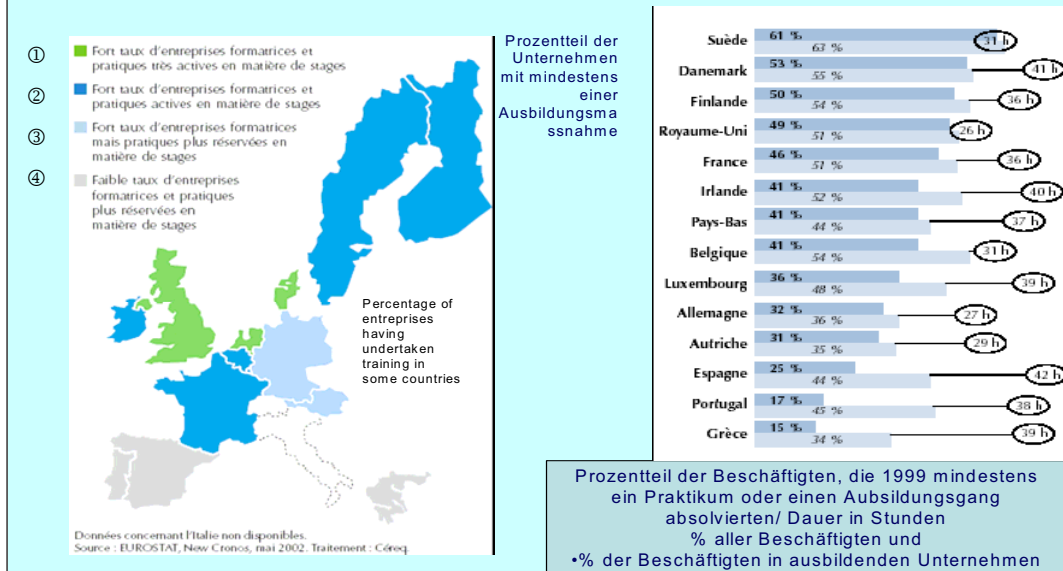 ①
Fort taux d'entreprises formatrices et
pratiques très actives en matière de stages
②
Fort taux d'entreprises formatrices et
pratiques actives en matière de stages
③
Fort taux d'entreprises formatrices
mais pratiques plus réservées en
matière de stages
④
Faible taux d'entreprises
formatrices et pratiques
plus réservées en
matière de stages
Percentage of
entreprises
having
undertaken
training in
some countries
Données concernant l'Italie non disponibles.
Source : EUROSTAT, New Cronos, mai 2002. Traitement : Céreq.
Prozentteil der
Unternehmen
mit mindestens
einer
Ausbildungsma
ssnahme
Suède 61 % 31 h
63 %
Danemark 53 % 41 h
55 %
Finlande 50 % 36 h
54 %
Royaume-Uni 49 % 26 h
51 %
France 46 % 36 h
51 %
Irlande 41 % 40 h
52 %
Pays-Bas 41 % 37 h
44 %
Belgique 41 % 31 h
54 %
Luxembourg 36 % 39 h
48 %
Allemagne 32 % 27 h
36 %
Autriche 31 % 29 h
35 %
Espagne 25 % 42 h
44 %
Portugal 17 % 38 h
45 %
Grèce 15 % 39 h
34 %
Prozentteil der Beschäftigten, die 1999 mindestens
ein Praktikum oder einen Aubsildungsgang
absolvierten/ Dauer in Stunden
% aller Beschäftigten und
•% der Beschäftigten in ausbildenden Unternehmen